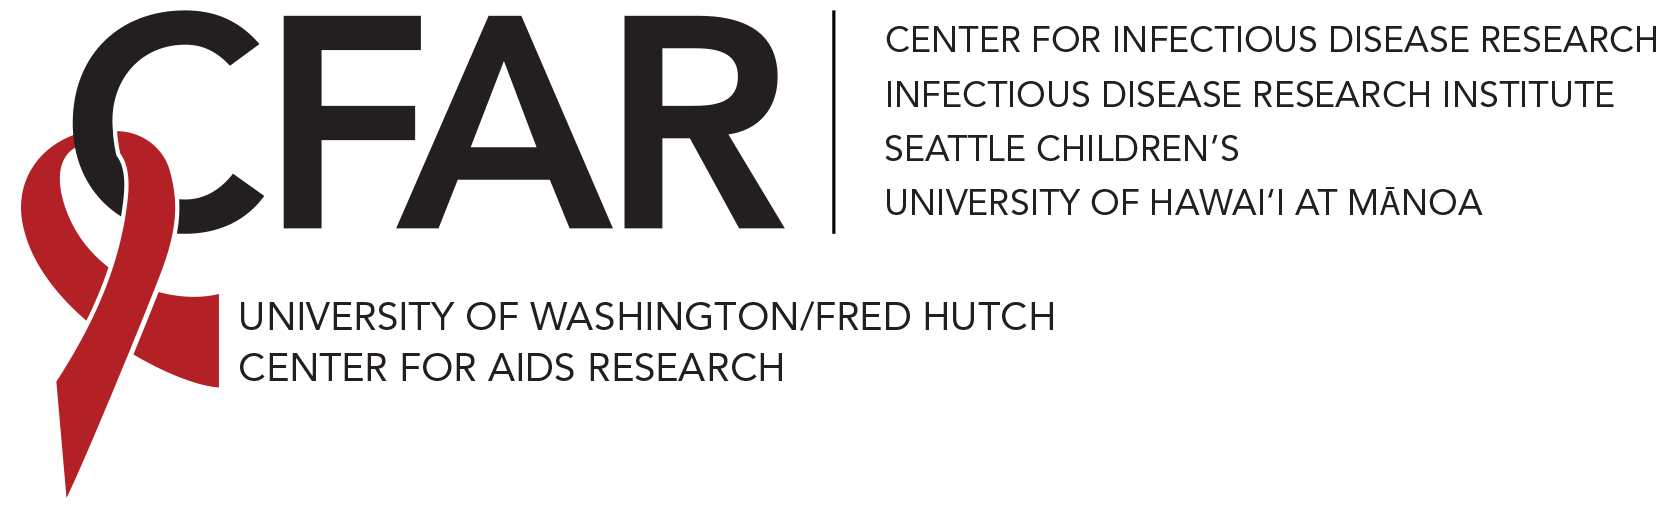 CFAR
CENTER FOR INFECTIOUS DISEASE RESEARCH
INFECTIOUS DISEASE RESEARCH INSTITUTE
SEATTLE CHILDREN’S
UNIVERSITY OF HAWAI‘I AT MĀNOA
UNIVERSITY OF WASHINGTON/FRED HUTCH
CENTER FOR AIDS RESEARCH